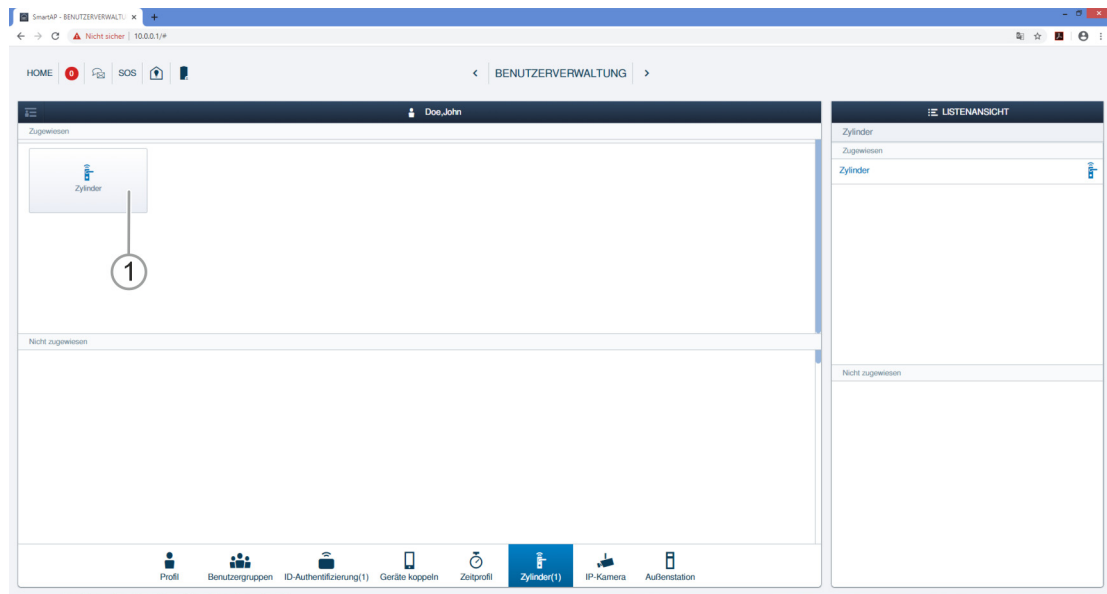 SmartAP - BENUTZERVERWALTU
Nicht sicher | 10.0.0.1/#
HOME 0 SOS BENUTZERVERWALTUNG
Doe,John
LISTENANSICHT
Zugewiesen
Zylinder
Zugewiesen
Zylinder
Zylinder
1
Nicht zugewiesen
Nicht zugewiesen
Profil Benutzergruppen ID-Authentifizierung(1) Geräte koppeln Zeitprofil Zylinder(1) IP-Kamera Außenstation